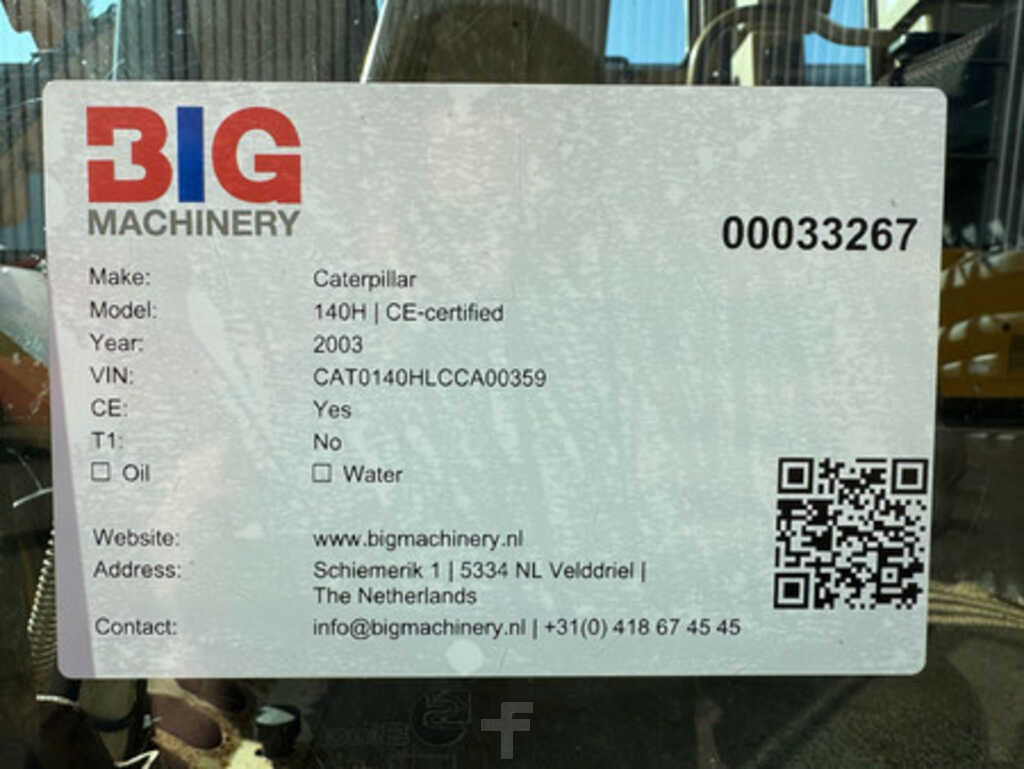 BIG
MACHINERY
00033267
Make: Caterpillar
Model: 140H | CE-certified
Year: 2003
VIN: CAT0140HLCCA00359
CE: Yes
T1: No
☐ Oil ☐ Water
Website: www.bigmachinery.nl
Address: Schiemerik 1 | 5334 NL Velddriel |
The Netherlands
Contact: info@bigmachinery.nl | +31(0) 418 67 45 45